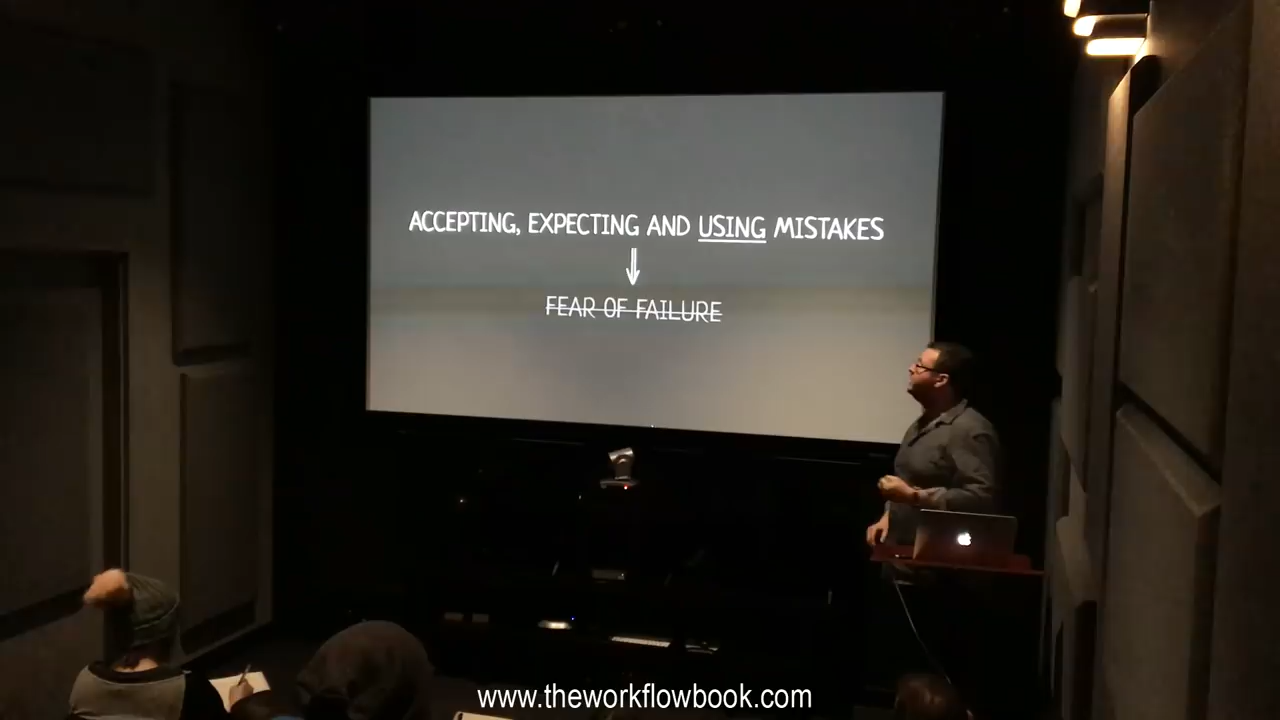 ACCEPTING, EXPECTING AND USING MISTAKES
FEAR OF FAILURE
www.theworkflowbook.com